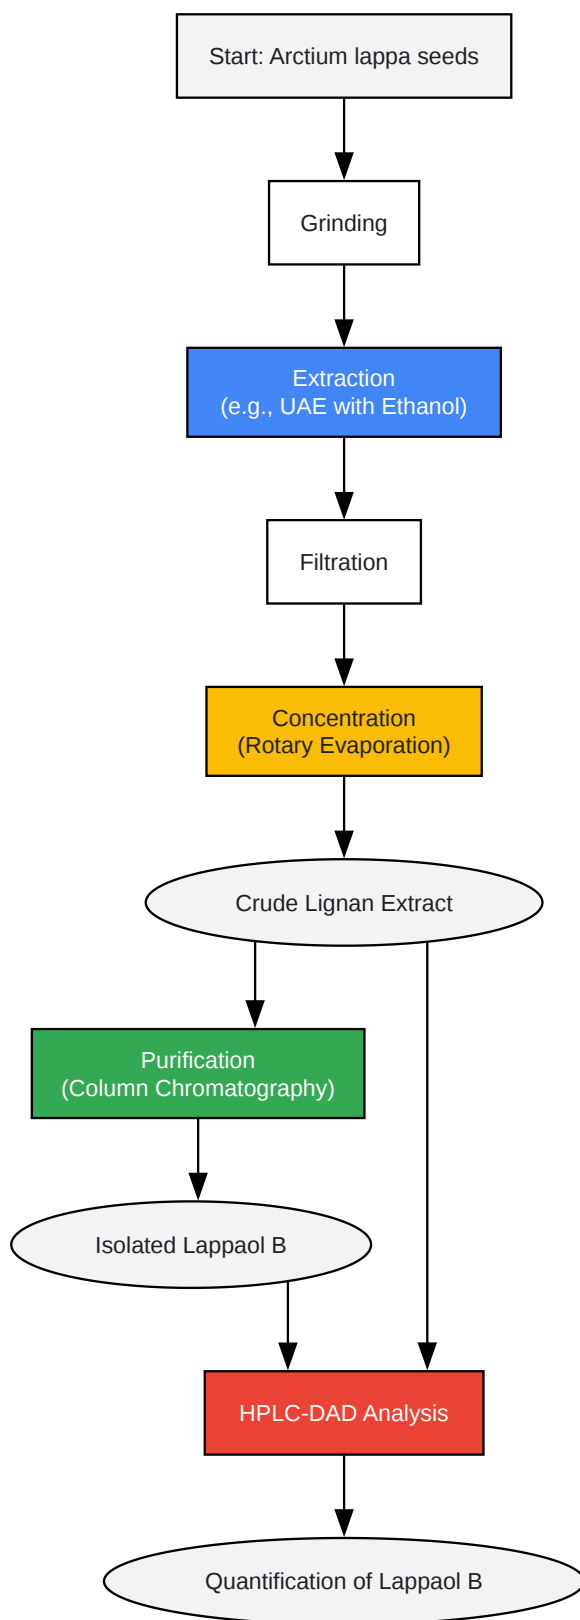 Start: Arctium lappa seeds
Grinding
Extraction
(e.g., UAE with Ethanol)
Filtration
Concentration
(Rotary Evaporation)
Crude Lignan Extract
Purification
(Column Chromatography)
Isolated Lappaol B
HPLC-DAD Analysis
Quantification of Lappaol B